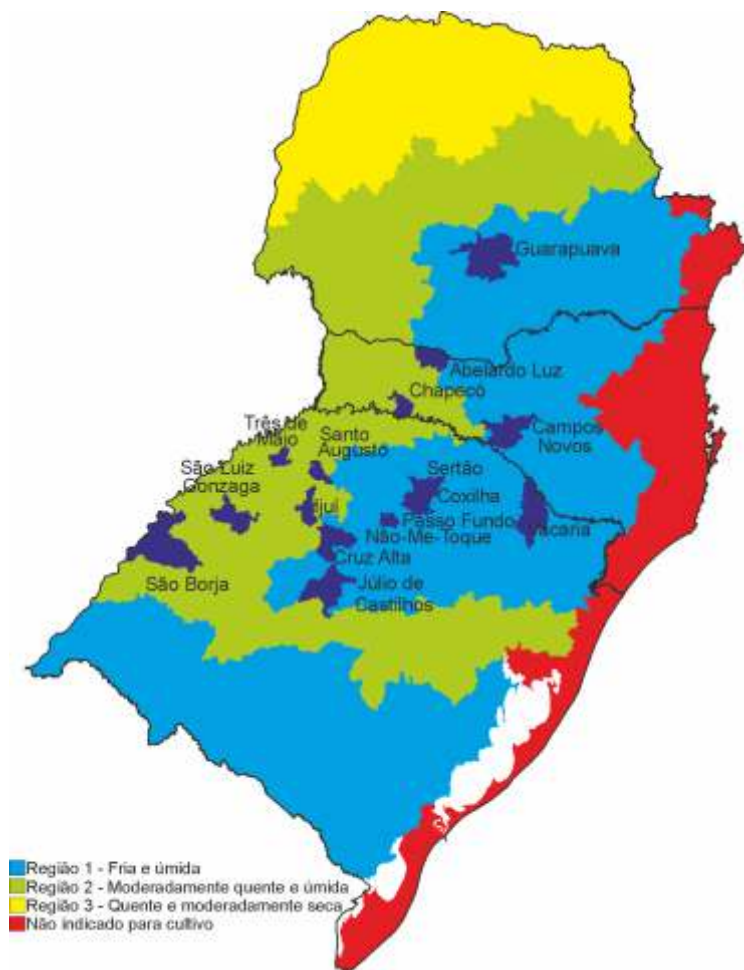 Guarapuava
Abelardo Luz
Chapecó
Três de
Maio
Santo
Augusto
Campos
Novos
São Luiz
Gonzaga
Sertão
Ijuí
Coxilha
Passo Fundo
Vacaria
Não-Me-Toque
Cruz Alta
São Borja
Júlio de
Castilhos
Região 1 - Fria e úmida
Região 2 - Moderadamente quente e úmida
Região 3 - Quente e moderadamente seca
Não indicado para cultivo